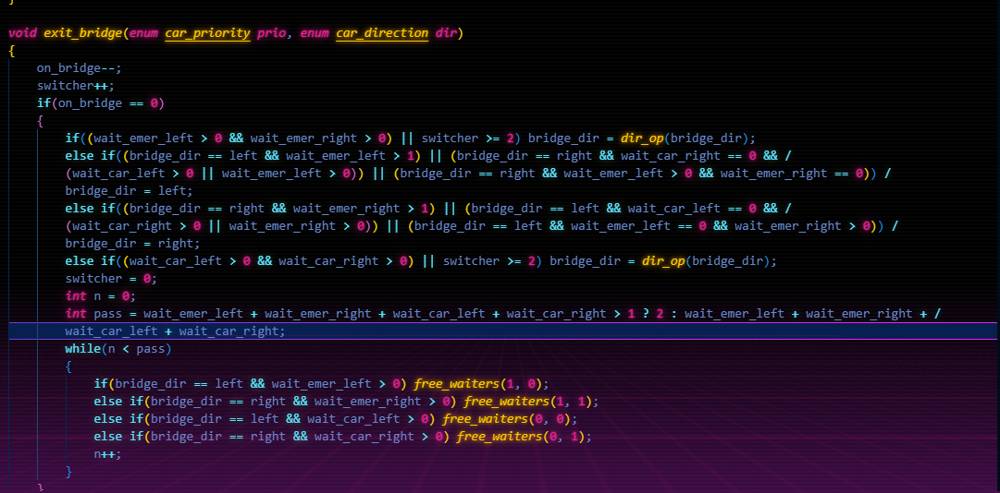 }
void exit_bridge(enum car_priority prio, enum car_direction dir)
{
    on_bridge--;
    switcher++;
    if(on_bridge == 0)
    {
        if((wait_emer_left > 0 && wait_emer_right > 0) || switcher >= 2) bridge_dir = dir_op(bridge_dir);
        else if((bridge_dir == left && wait_emer_left > 1) || (bridge_dir == right && wait_car_right == 0 && /
        (wait_car_left > 0 || wait_emer_left > 0)) || (bridge_dir == right && wait_emer_left > 0 && wait_emer_right == 0)) /
        bridge_dir = left;
        else if((bridge_dir == right && wait_emer_right > 1) || (bridge_dir == left && wait_car_left == 0 && /
        (wait_car_right > 0 || wait_emer_right > 0)) || (bridge_dir == left && wait_emer_left == 0 && wait_emer_right > 0)) /
        bridge_dir = right;
        else if((wait_car_left > 0 && wait_car_right > 0) || switcher >= 2) bridge_dir = dir_op(bridge_dir);
        switcher = 0;
        int n = 0;
        int pass = wait_emer_left + wait_emer_right + wait_car_left + wait_car_right > 1 ? 2 : wait_emer_left + wait_emer_right + /
        wait_car_left + wait_car_right;
        while(n < pass)
        {
            if(bridge_dir == left && wait_emer_left > 0) free_waiters(1, 0);
            else if(bridge_dir == right && wait_emer_right > 0) free_waiters(1, 1);
            else if(bridge_dir == left && wait_car_left > 0) free_waiters(0, 0);
            else if(bridge_dir == right && wait_car_right > 0) free_waiters(0, 1);
            n++;
        }
    }